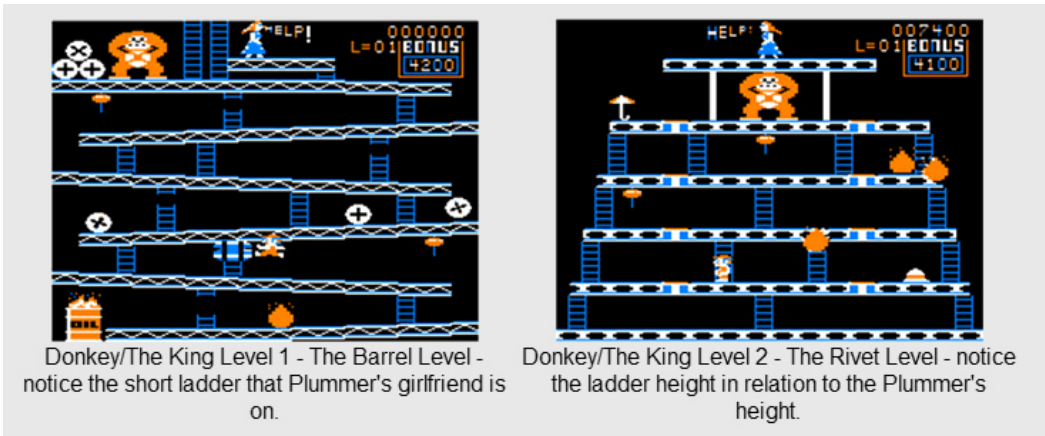 HELP!
000000
L=01 BONUS
4200
OIL
HELP!
007400
L=01 BONUS
4100
Donkey/The King Level 1 - The Barrel Level -
notice the short ladder that Plummer's girlfriend is
on.
Donkey/The King Level 2 - The Rivet Level - notice
the ladder height in relation to the Plummer's
height.